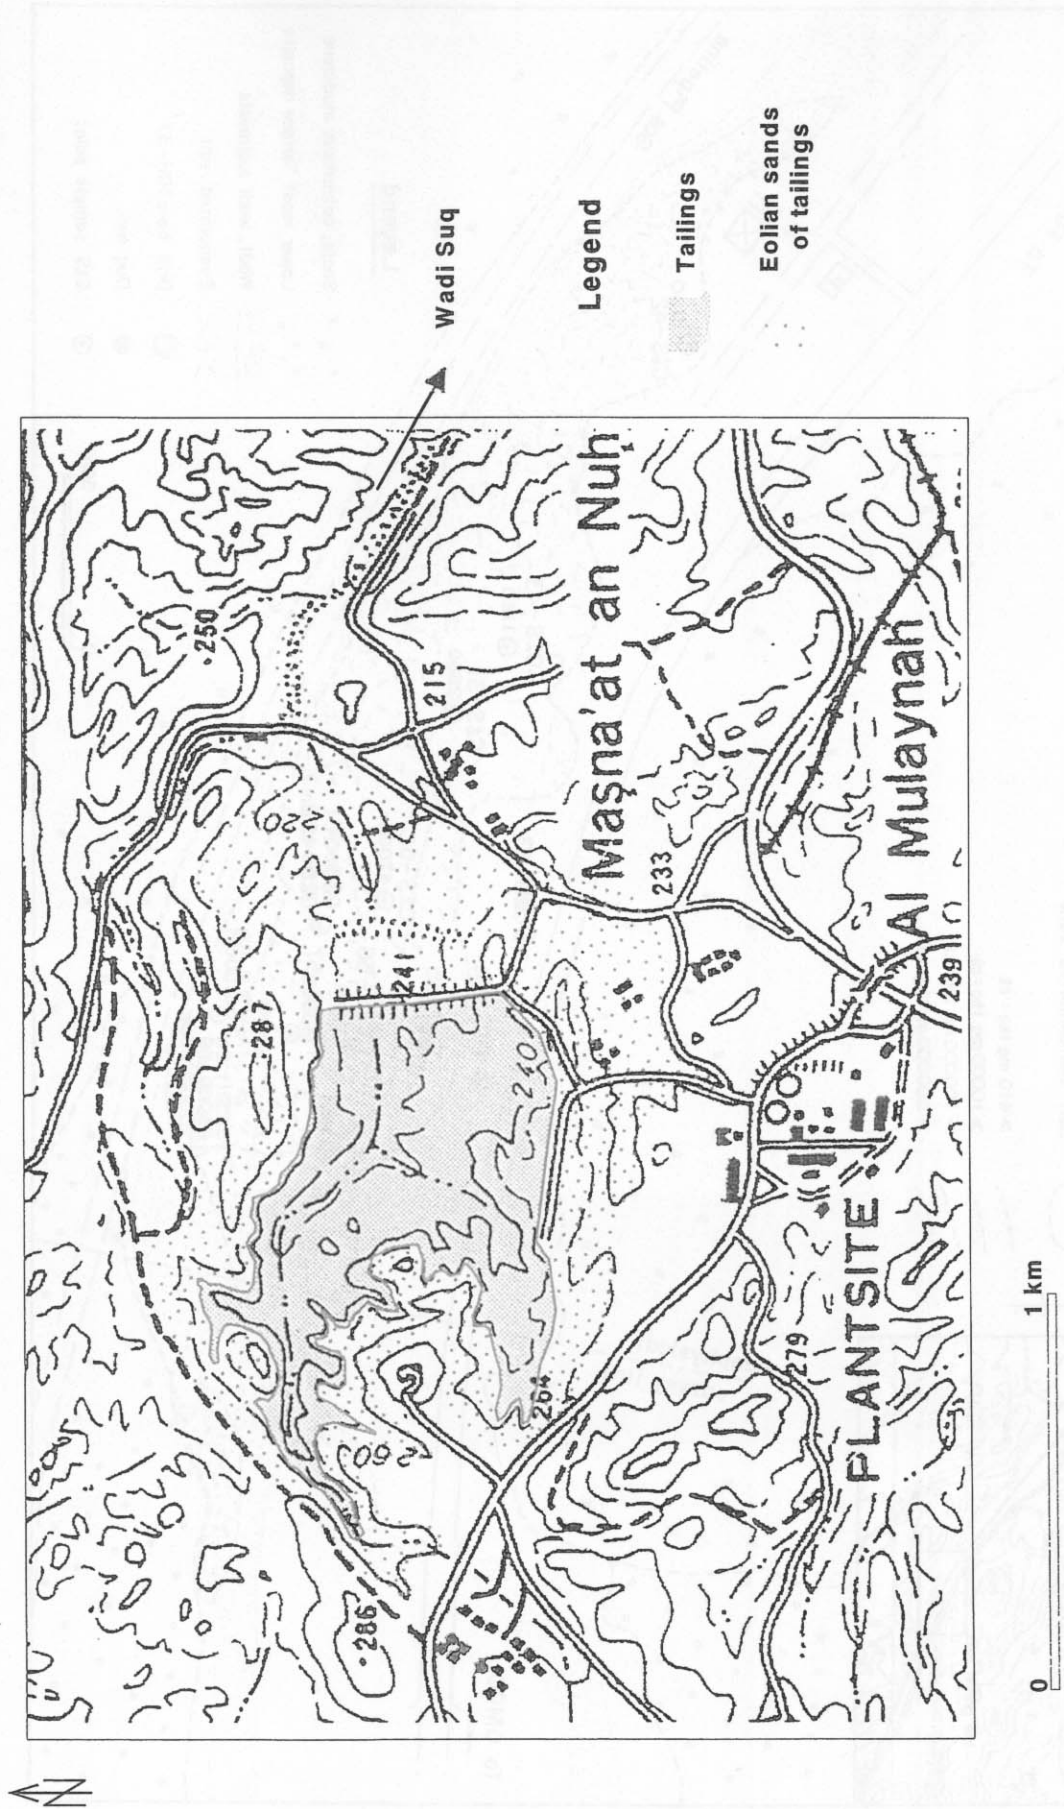 N
Wadi Suq
Legend
Tailings
Eolian sands
of tailings
.250
215
220
.287
241
Maṣna'at an Nuḥ
233
240
264
260
.286
279
PLANTSITE
Al Mulaynah
239
0 1 km